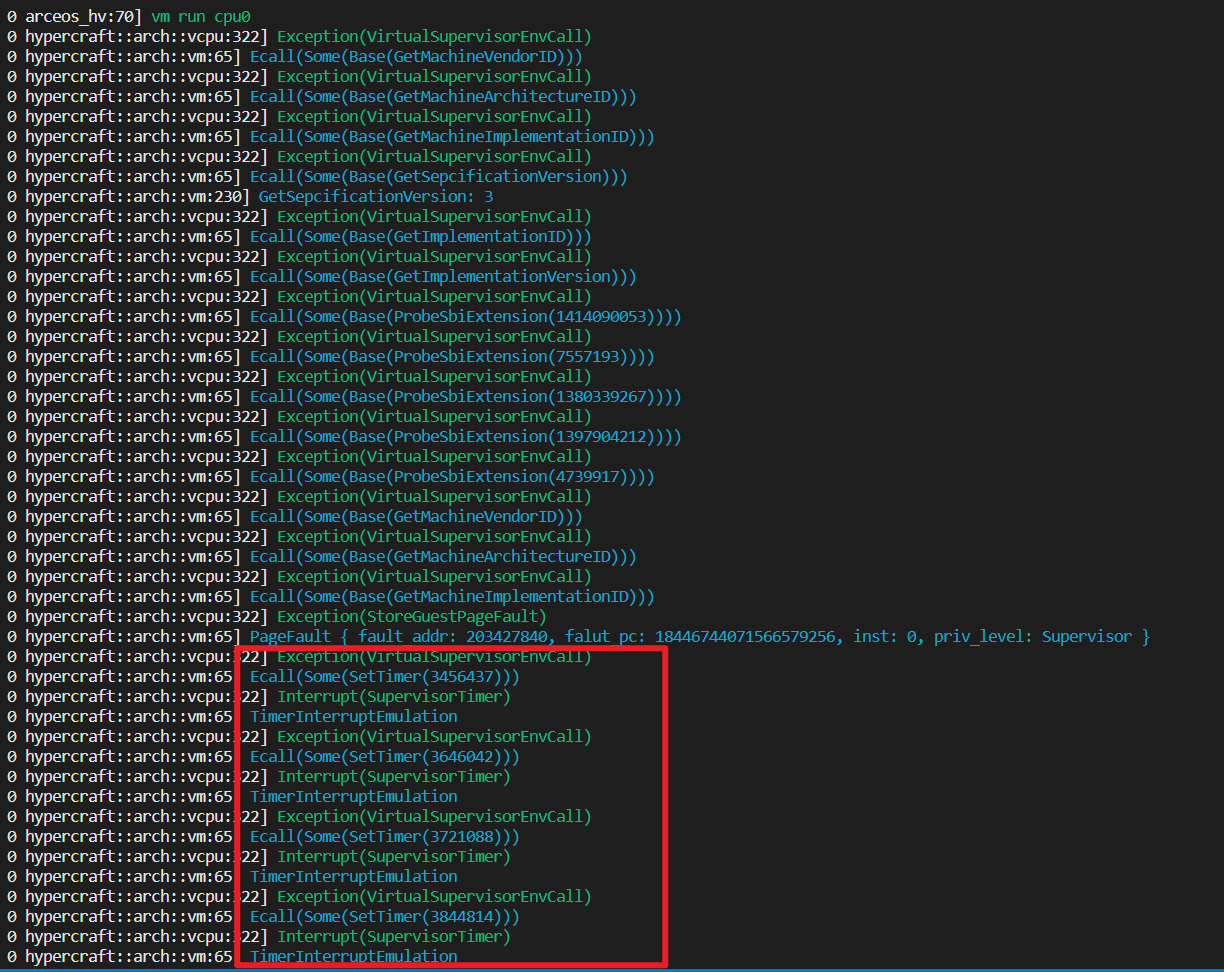 0 arceos_hv:70] vm run cpu0
0 hypercraft::arch::vcpu:322] Exception(VirtualSupervisorEnvCall)
0 hypercraft::arch::vm:65] Ecall(Some(Base(GetMachineVendorID)))
0 hypercraft::arch::vcpu:322] Exception(VirtualSupervisorEnvCall)
0 hypercraft::arch::vm:65] Ecall(Some(Base(GetMachineArchitectureID)))
0 hypercraft::arch::vcpu:322] Exception(VirtualSupervisorEnvCall)
0 hypercraft::arch::vm:65] Ecall(Some(Base(GetMachineImplementationID)))
0 hypercraft::arch::vcpu:322] Exception(VirtualSupervisorEnvCall)
0 hypercraft::arch::vm:65] Ecall(Some(Base(GetSepcificationVersion)))
0 hypercraft::arch::vm:230] GetSepcificationVersion: 3
0 hypercraft::arch::vcpu:322] Exception(VirtualSupervisorEnvCall)
0 hypercraft::arch::vm:65] Ecall(Some(Base(GetImplementationID)))
0 hypercraft::arch::vcpu:322] Exception(VirtualSupervisorEnvCall)
0 hypercraft::arch::vm:65] Ecall(Some(Base(GetImplementationVersion)))
0 hypercraft::arch::vcpu:322] Exception(VirtualSupervisorEnvCall)
0 hypercraft::arch::vm:65] Ecall(Some(Base(ProbeSbiExtension(1414090053))))
0 hypercraft::arch::vcpu:322] Exception(VirtualSupervisorEnvCall)
0 hypercraft::arch::vm:65] Ecall(Some(Base(ProbeSbiExtension(7557193))))
0 hypercraft::arch::vcpu:322] Exception(VirtualSupervisorEnvCall)
0 hypercraft::arch::vm:65] Ecall(Some(Base(ProbeSbiExtension(1380339267))))
0 hypercraft::arch::vcpu:322] Exception(VirtualSupervisorEnvCall)
0 hypercraft::arch::vm:65] Ecall(Some(Base(ProbeSbiExtension(1397904212))))
0 hypercraft::arch::vcpu:322] Exception(VirtualSupervisorEnvCall)
0 hypercraft::arch::vm:65] Ecall(Some(Base(ProbeSbiExtension(4739917))))
0 hypercraft::arch::vcpu:322] Exception(VirtualSupervisorEnvCall)
0 hypercraft::arch::vm:65] Ecall(Some(Base(GetMachineVendorID)))
0 hypercraft::arch::vcpu:322] Exception(VirtualSupervisorEnvCall)
0 hypercraft::arch::vm:65] Ecall(Some(Base(GetMachineArchitectureID)))
0 hypercraft::arch::vcpu:322] Exception(VirtualSupervisorEnvCall)
0 hypercraft::arch::vm:65] Ecall(Some(Base(GetMachineImplementationID)))
0 hypercraft::arch::vcpu:322] Exception(StoreGuestPageFault)
0 hypercraft::arch::vm:65] PageFault { fault_addr: 203427840, falut_pc: 18446744071566579256, inst: 0, priv_level: Supervisor }
0 hypercraft::arch::vcpu:322] Exception(VirtualSupervisorEnvCall)
0 hypercraft::arch::vm:65] Ecall(Some(SetTimer(3456437)))
0 hypercraft::arch::vcpu:322] Interrupt(SupervisorTimer)
0 hypercraft::arch::vm:65] TimerInterruptEmulation
0 hypercraft::arch::vcpu:322] Exception(VirtualSupervisorEnvCall)
0 hypercraft::arch::vm:65] Ecall(Some(SetTimer(3646042)))
0 hypercraft::arch::vcpu:322] Interrupt(SupervisorTimer)
0 hypercraft::arch::vm:65] TimerInterruptEmulation
0 hypercraft::arch::vcpu:322] Exception(VirtualSupervisorEnvCall)
0 hypercraft::arch::vm:65] Ecall(Some(SetTimer(3721088)))
0 hypercraft::arch::vcpu:322] Interrupt(SupervisorTimer)
0 hypercraft::arch::vm:65] TimerInterruptEmulation
0 hypercraft::arch::vcpu:322] Exception(VirtualSupervisorEnvCall)
0 hypercraft::arch::vm:65] Ecall(Some(SetTimer(3844814)))
0 hypercraft::arch::vcpu:322] Interrupt(SupervisorTimer)
0 hypercraft::arch::vm:65] TimerInterruptEmulation